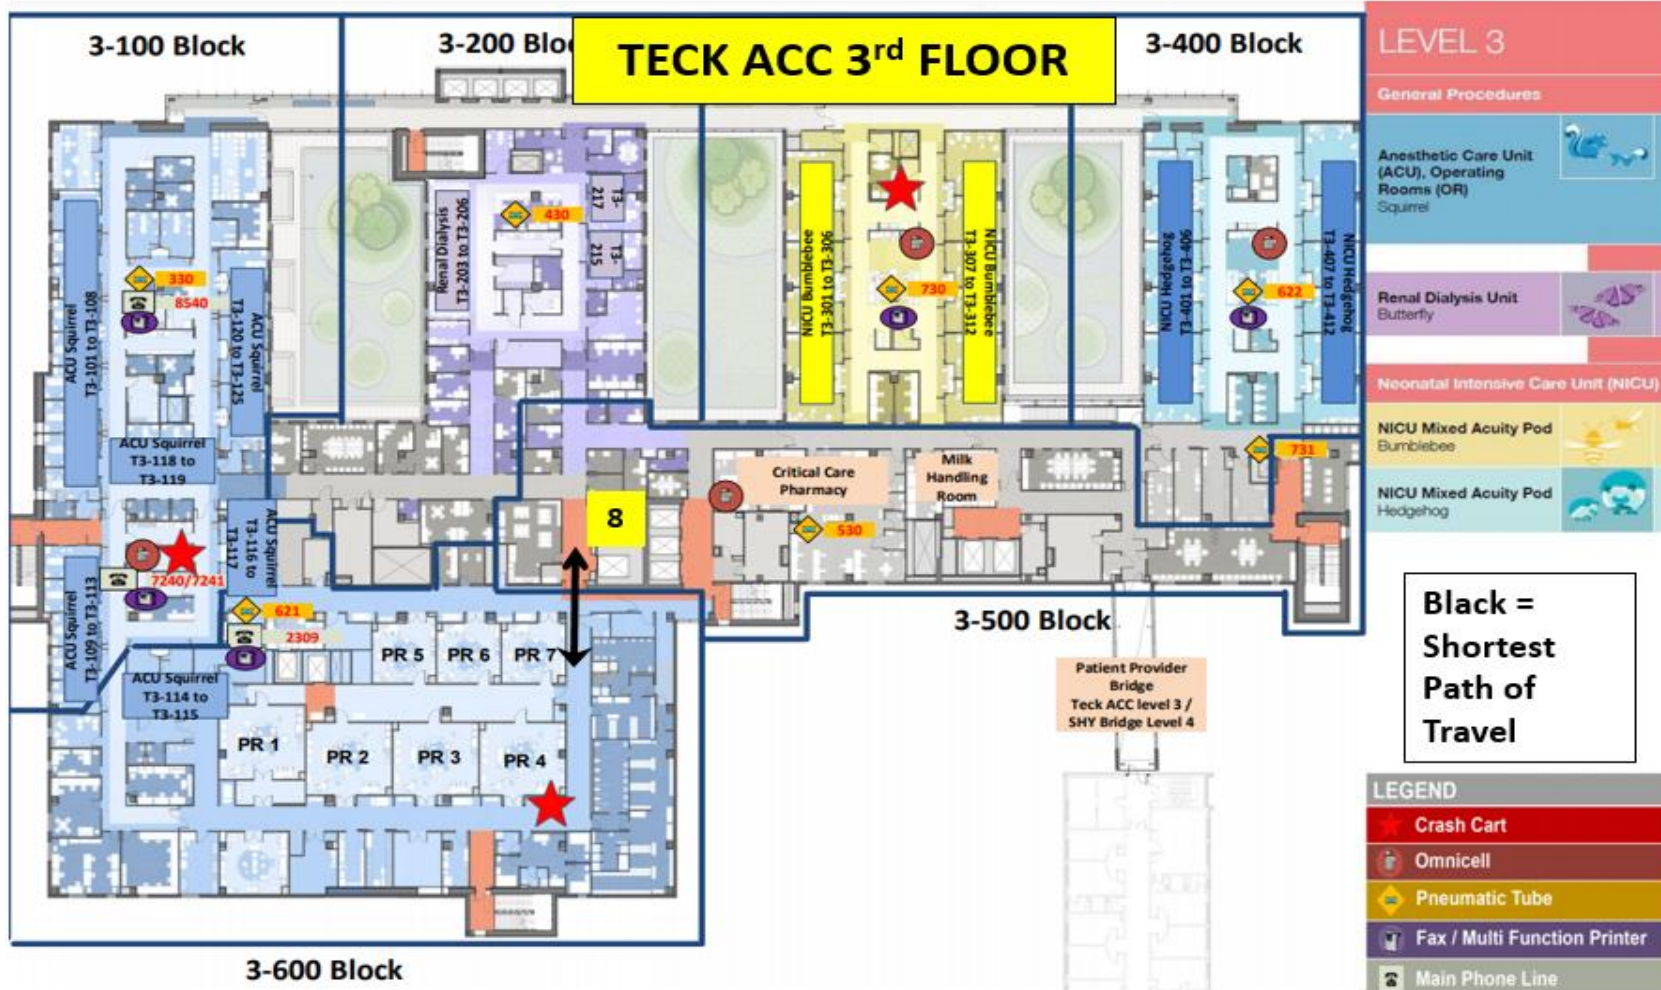 3-100 Block
3-200 Bloc
TECK ACC 3rd FLOOR
3-400 Block
LEVEL 3
General Procedures
Anesthetic Care Unit
(ACU), Operating
Rooms (OR)
Squirrel
Renal Dialysis Unit
Butterfly
Neonatal Intensive Care Unit (NICU)
NICU Mixed Acuity Pod
Bumblebee
NICU Mixed Acuity Pod
Hedgehog
ACU Squirrel
T3-101 to T3-108
330
8540
ACU Squirrel
T3-120 to T3-125
ACU Squirrel
T3-118 to
T3-119
ACU Squirrel
T3-116 to
T3-117
7240/7241
ACU Squirrel
T3-109 to T3-113
621
2309
ACU Squirrel
T3-114 to
T3-115
Renal Dialysis
T3-203 to T3-206
430
T3-
217
T3-
215
NICU Bumblebee
T3-301 to T3-306
730
NICU Bumblebee
T3-307 to T3-312
NICU Hedgehog
T3-401 to T3-406
622
NICU Hedgehog
T3-407 to T3-412
731
Critical Care
Pharmacy
Milk
Handling
Room
530
8
PR 5
PR 6
PR 7
PR 1
PR 2
PR 3
PR 4
3-500 Block
Patient Provider
Bridge
Teck ACC level 3 /
SHY Bridge Level 4
3-600 Block
Black =
Shortest
Path of
Travel
LEGEND
Crash Cart
Omnicell
Pneumatic Tube
Fax / Multi Function Printer
Main Phone Line